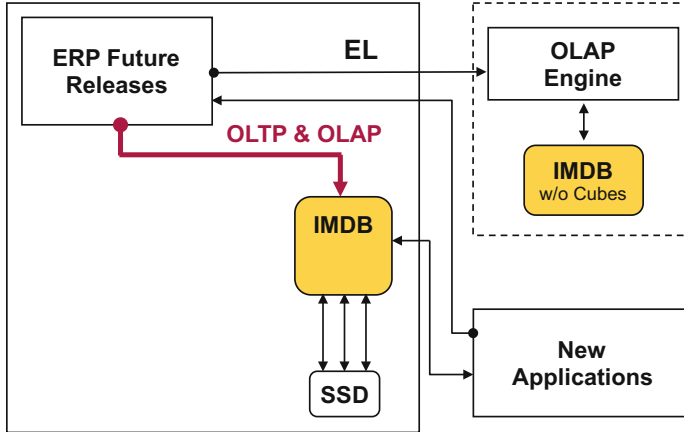 ERP Future
Releases
EL
OLAP
Engine
OLTP & OLAP
IMDB
w/o Cubes
IMDB
SSD
New
Applications